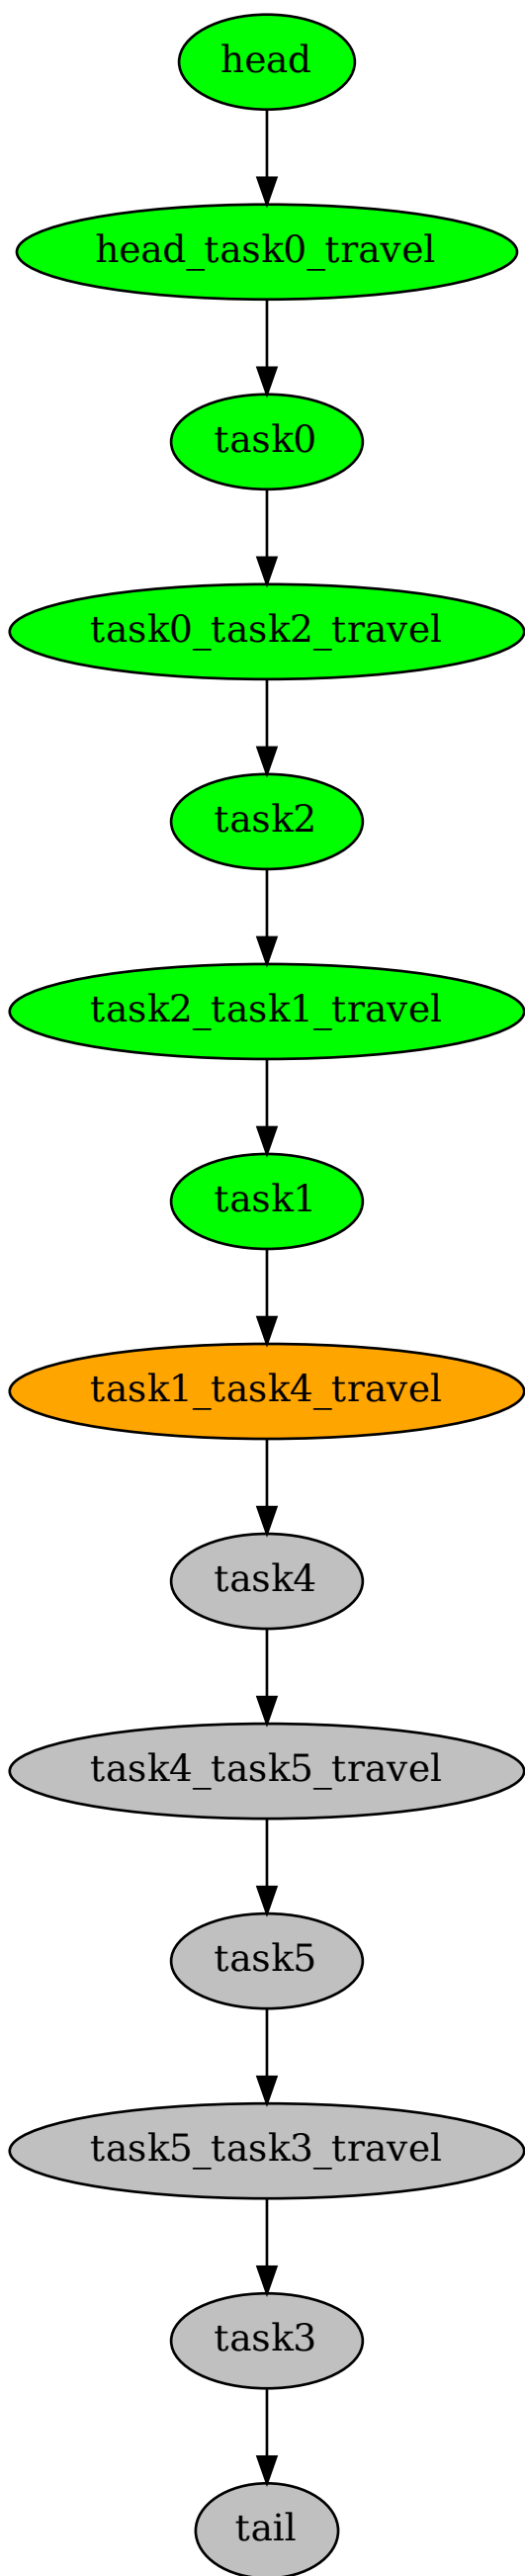 head
head_task0_travel
task0
task0_task2_travel
task2
task2_task1_travel
task1
task1_task4_travel
task4
task4_task5_travel
task5
task5_task3_travel
task3
tail